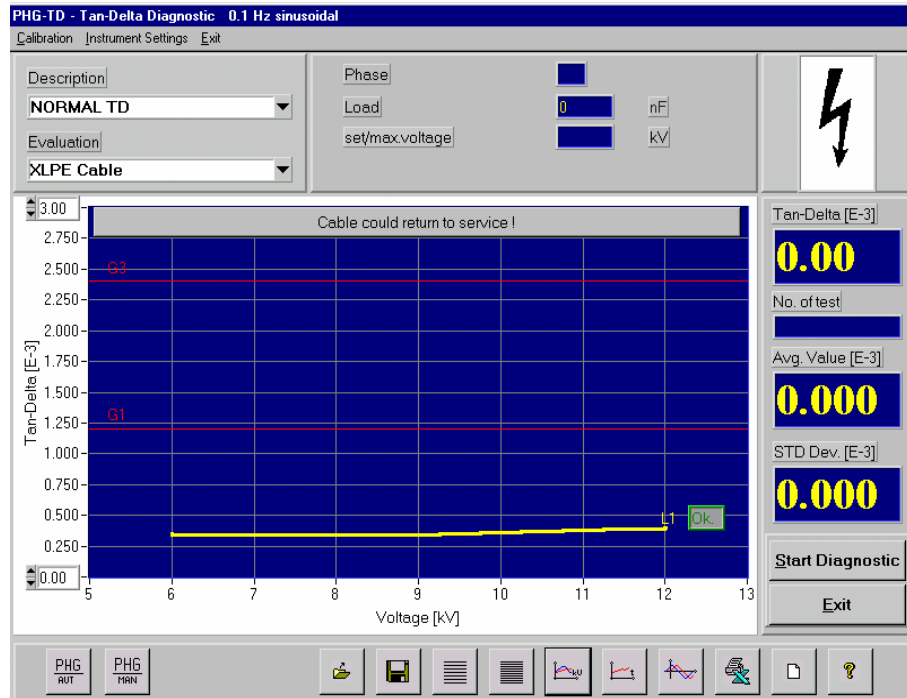 PHG-TD - Tan-Delta Diagnostic 0.1 Hz sinusoidal
Calibration Instrument Settings Exit
Description
NORMAL TD
Evaluation
XLPE Cable
Phase
Load 0 nF
set/max.voltage kV
Cable could return to service !
3.00
2.750
2.500
2.250
2.000
1.750
1.500
1.250
1.000
0.750
0.500
0.250
0.00
Tan-Delta [E-3]
G3
G1
L1 Ok.
5 6 7 8 9 10 11 12 13
Voltage [kV]
Tan-Delta [E-3]
0.00
No. of test
Avg. Value [E-3]
0.000
STD Dev. [E-3]
0.000
Start Diagnostic
Exit
PHG
AUT
PHG
MAN
kV
t
?